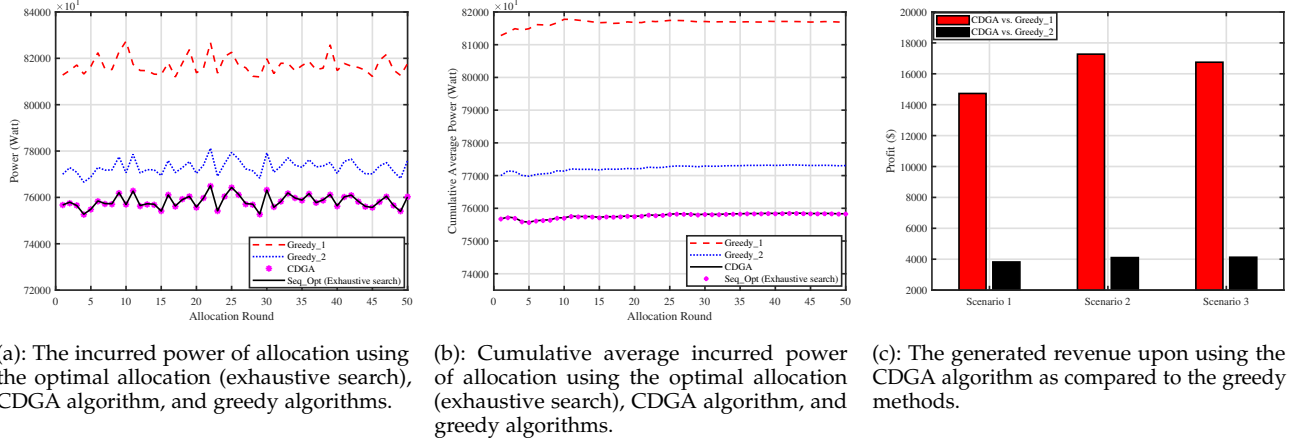 ×10¹
84000
82000
80000
78000
76000
74000
72000
Power (Watt)
0 5 10 15 20 25 30 35 40 45 50
Allocation Round
Greedy_1
Greedy_2
CDGA
Seq_Opt (Exhaustive search)
×10¹
82000
81000
80000
79000
78000
77000
76000
75000
74000
Cumulative Average Power (Watt)
0 5 10 15 20 25 30 35 40 45 50
Allocation Round
Greedy_1
Greedy_2
CDGA
Seq_Opt (Exhaustive search)
20000
18000
16000
14000
12000
10000
8000
6000
4000
2000
Profit ($)
CDGA vs. Greedy_1
CDGA vs. Greedy_2
Scenario 1 Scenario 2 Scenario 3
(a): The incurred power of allocation using
the optimal allocation (exhaustive search),
CDGA algorithm, and greedy algorithms.
(b): Cumulative average incurred power
of allocation using the optimal allocation
(exhaustive search), CDGA algorithm, and
greedy algorithms.
(c): The generated revenue upon using the
CDGA algorithm as compared to the greedy
methods.